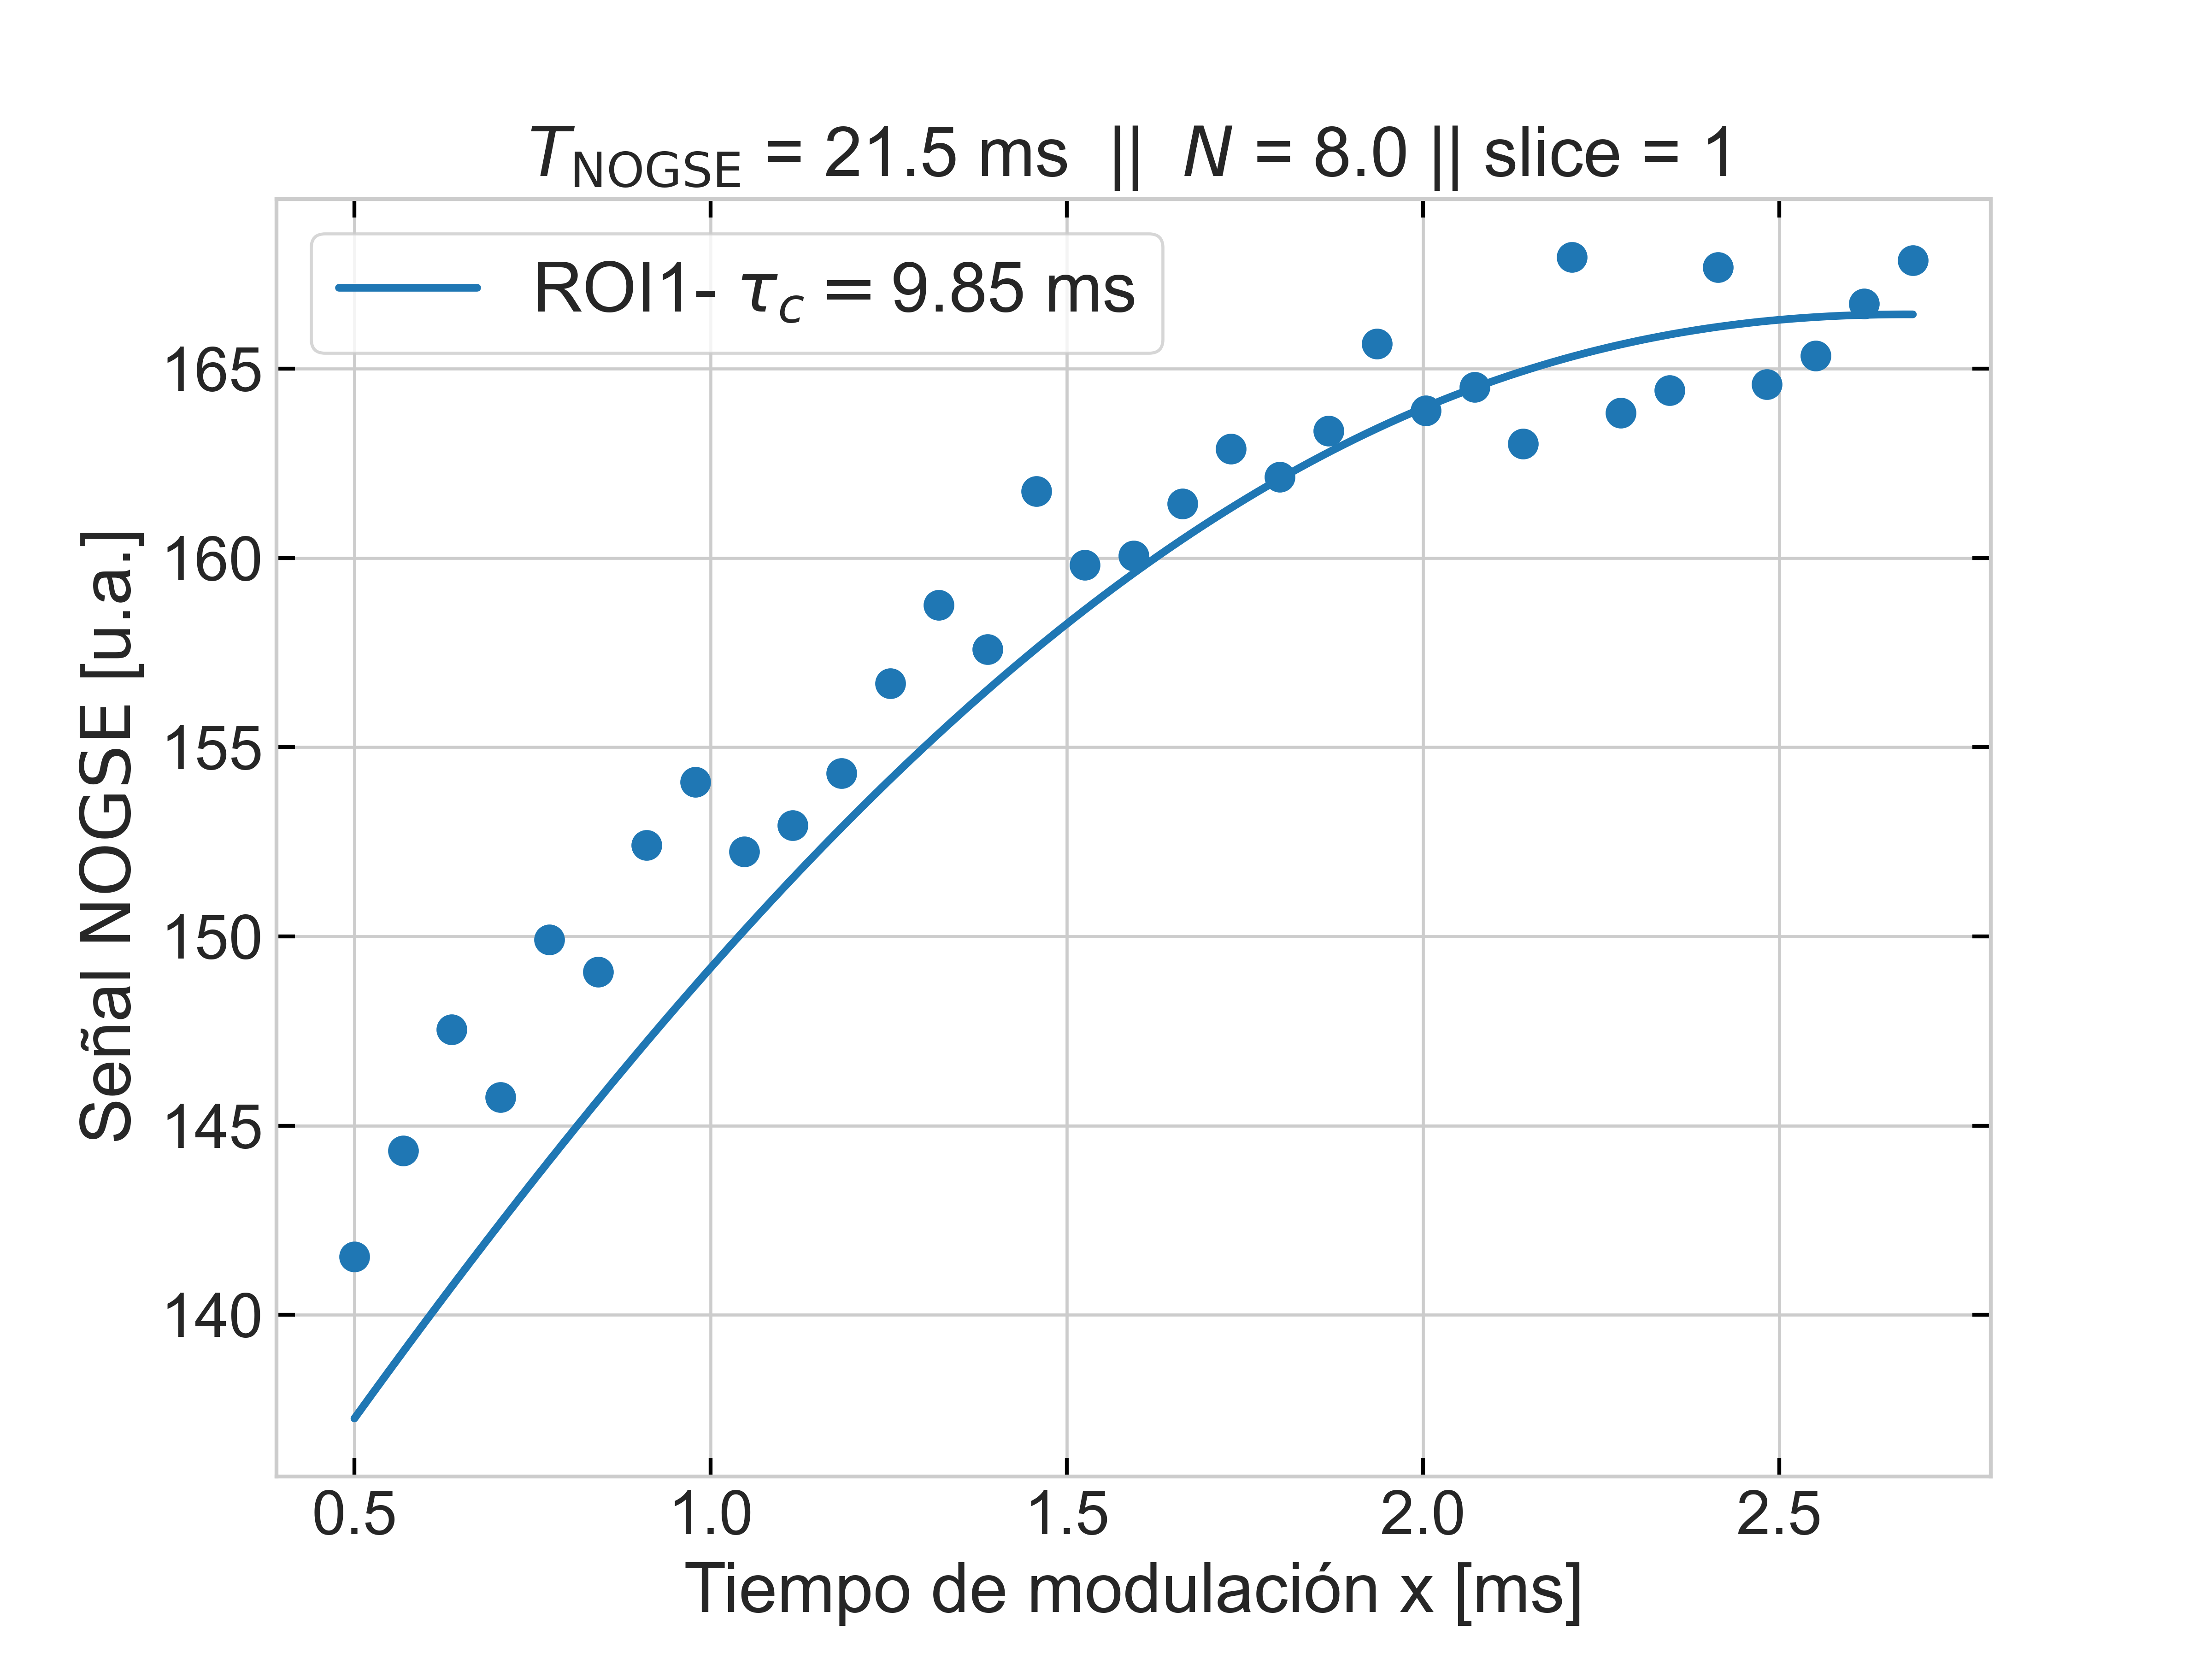 T_NOGSE = 21.5 ms || N = 8.0 || slice = 1
ROI1- τ_c = 9.85 ms
Señal NOGSE [u.a.]
165
160
155
150
145
140
0.5 1.0 1.5 2.0 2.5
Tiempo de modulación x [ms]